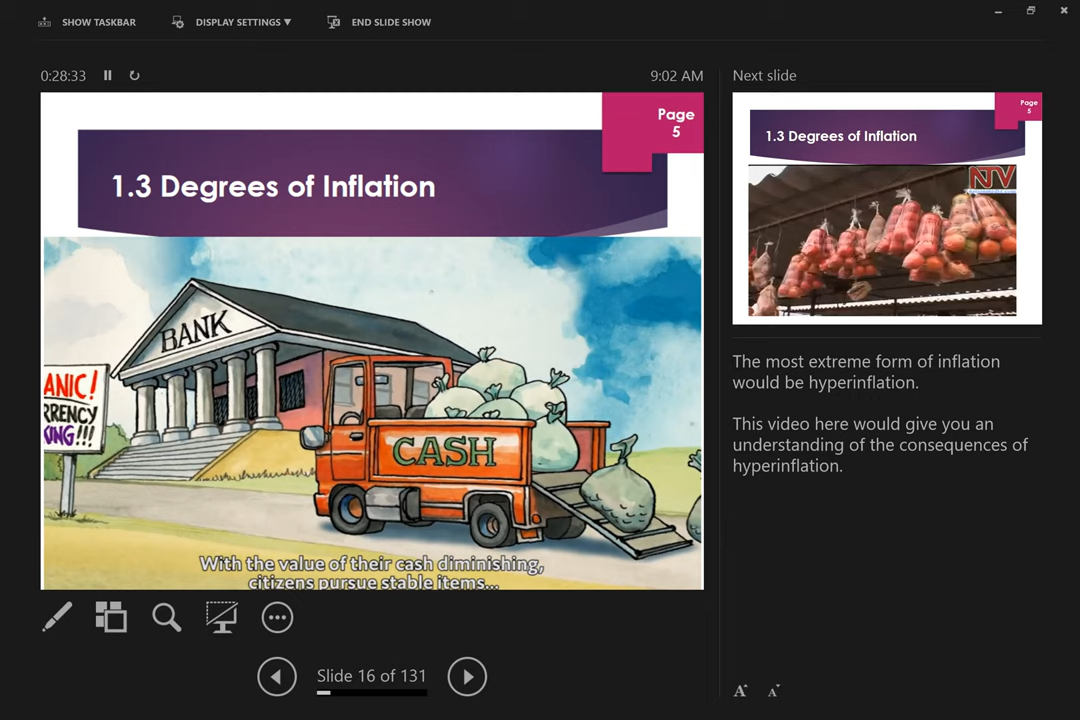 SHOW TASKBAR
DISPLAY SETTINGS ▼
END SLIDE SHOW
0:28:33
9:02 AM
Page
5
1.3 Degrees of Inflation
BANK
ANIC!
RRENCY
KING!!!
CASH
With the value of their cash diminishing,
citizens pursue stable items...
Slide 16 of 131
Next slide
Page
5
1.3 Degrees of Inflation
NTV
The most extreme form of inflation
would be hyperinflation.
This video here would give you an
understanding of the consequences of
hyperinflation.
A A